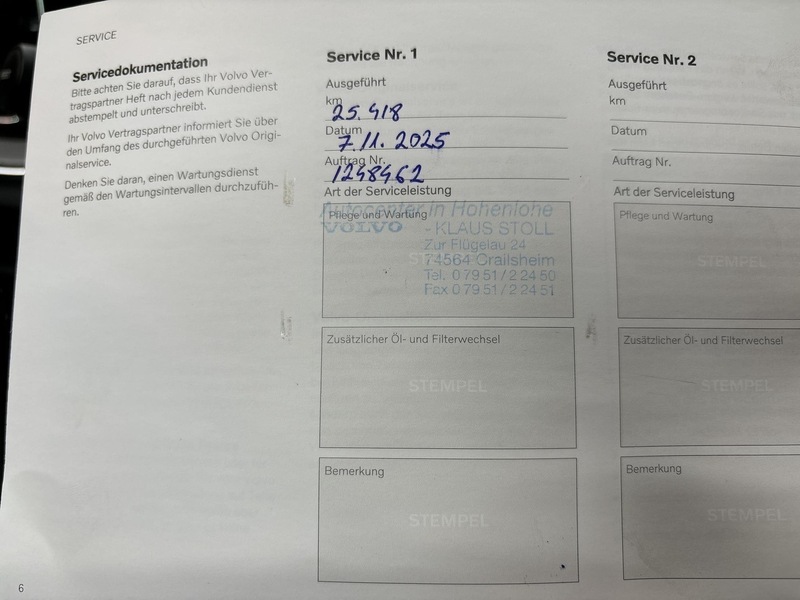 SERVICE
Servicedokumentation
Bitte achten Sie darauf, dass Ihr Volvo Ver-
tragspartner Heft nach jedem Kundendienst
abstempelt und unterschreibt.
Ihr Volvo Vertragspartner informiert Sie über
den Umfang des durchgeführten Volvo Origi-
nalservice.
Denken Sie daran, einen Wartungsdienst
gemäß den Wartungsintervallen durchzufüh-
ren.
Service Nr. 1
Ausgeführt
km
25.418
Datum
7.11.2025
Auftrag Nr.
1248462
Art der Serviceleistung
Pflege und Wartung
Autocenter in Hohenlohe
VOLVO - KLAUS STOLL
Zur Flügelau 24
74564 Crailsheim
Tel. 0 79 51 / 2 24 50
Fax 0 79 51 / 2 24 51
Zusätzlicher Öl- und Filterwechsel
STEMPEL
Bemerkung
STEMPEL
Service Nr. 2
Ausgeführt
km
Datum
Auftrag Nr.
Art der Serviceleistung
Pflege und Wartung
STEMPEL
Zusätzlicher Öl- und Filterwechsel
STEMPEL
Bemerkung
STEMPEL
6